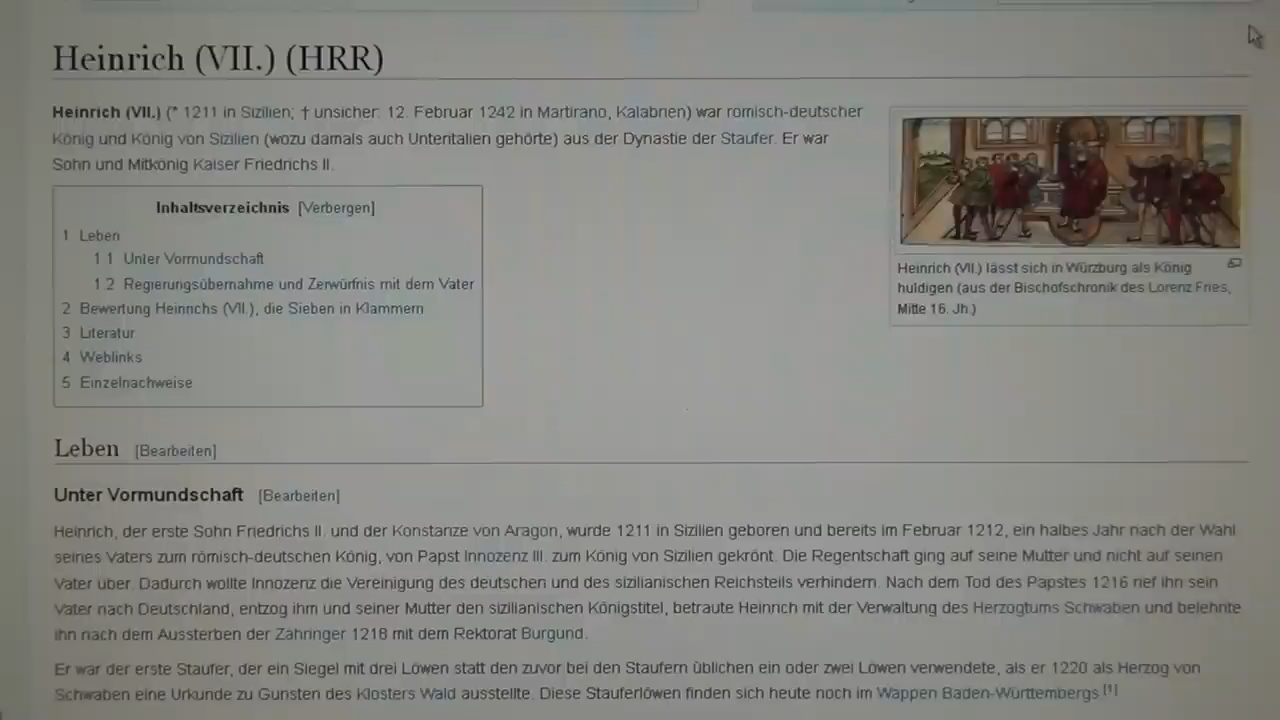 Heinrich (VII.) (HRR)
Heinrich (VII.) (* 1211 in Sizilien; † unsicher: 12. Februar 1242 in Martirano, Kalabrien) war römisch-deutscher
König und König von Sizilien (wozu damals auch Unteritalien gehörte) aus der Dynastie der Staufer. Er war
Sohn und Mitkönig Kaiser Friedrichs II.
Inhaltsverzeichnis [Verbergen]
1 Leben
1.1 Unter Vormundschaft
1.2 Regierungsübernahme und Zerwürfnis mit dem Vater
2 Bewertung Heinrichs (VII.), die Sieben in Klammern
3 Literatur
4 Weblinks
5 Einzelnachweise
Heinrich (VII.) lässt sich in Würzburg als König
huldigen (aus der Bischofschronik des Lorenz Fries,
Mitte 16. Jh.)
Leben [Bearbeiten]
Unter Vormundschaft [Bearbeiten]
Heinrich, der erste Sohn Friedrichs II. und der Konstanze von Aragon, wurde 1211 in Sizilien geboren und bereits im Februar 1212, ein halbes Jahr nach der Wahl
seines Vaters zum römisch-deutschen König, von Papst Innozenz III. zum König von Sizilien gekrönt. Die Regentschaft ging auf seine Mutter und nicht auf seinen
Vater über. Dadurch wollte Innozenz die Vereinigung des deutschen und des sizilianischen Reichsteils verhindern. Nach dem Tod des Papstes 1216 rief ihn sein
Vater nach Deutschland, entzog ihm und seiner Mutter den sizilianischen Königstitel, betraute Heinrich mit der Verwaltung des Herzogtums Schwaben und belehnte
ihn nach dem Aussterben der Zähringer 1218 mit dem Rektorat Burgund.
Er war der erste Staufer, der ein Siegel mit drei Löwen statt den zuvor bei den Staufern üblichen ein oder zwei Löwen verwendete, als er 1220 als Herzog von
Schwaben eine Urkunde zu Gunsten des Klosters Wald ausstellte. Diese Stauferlöwen finden sich heute noch im Wappen Baden-Württembergs.[1]